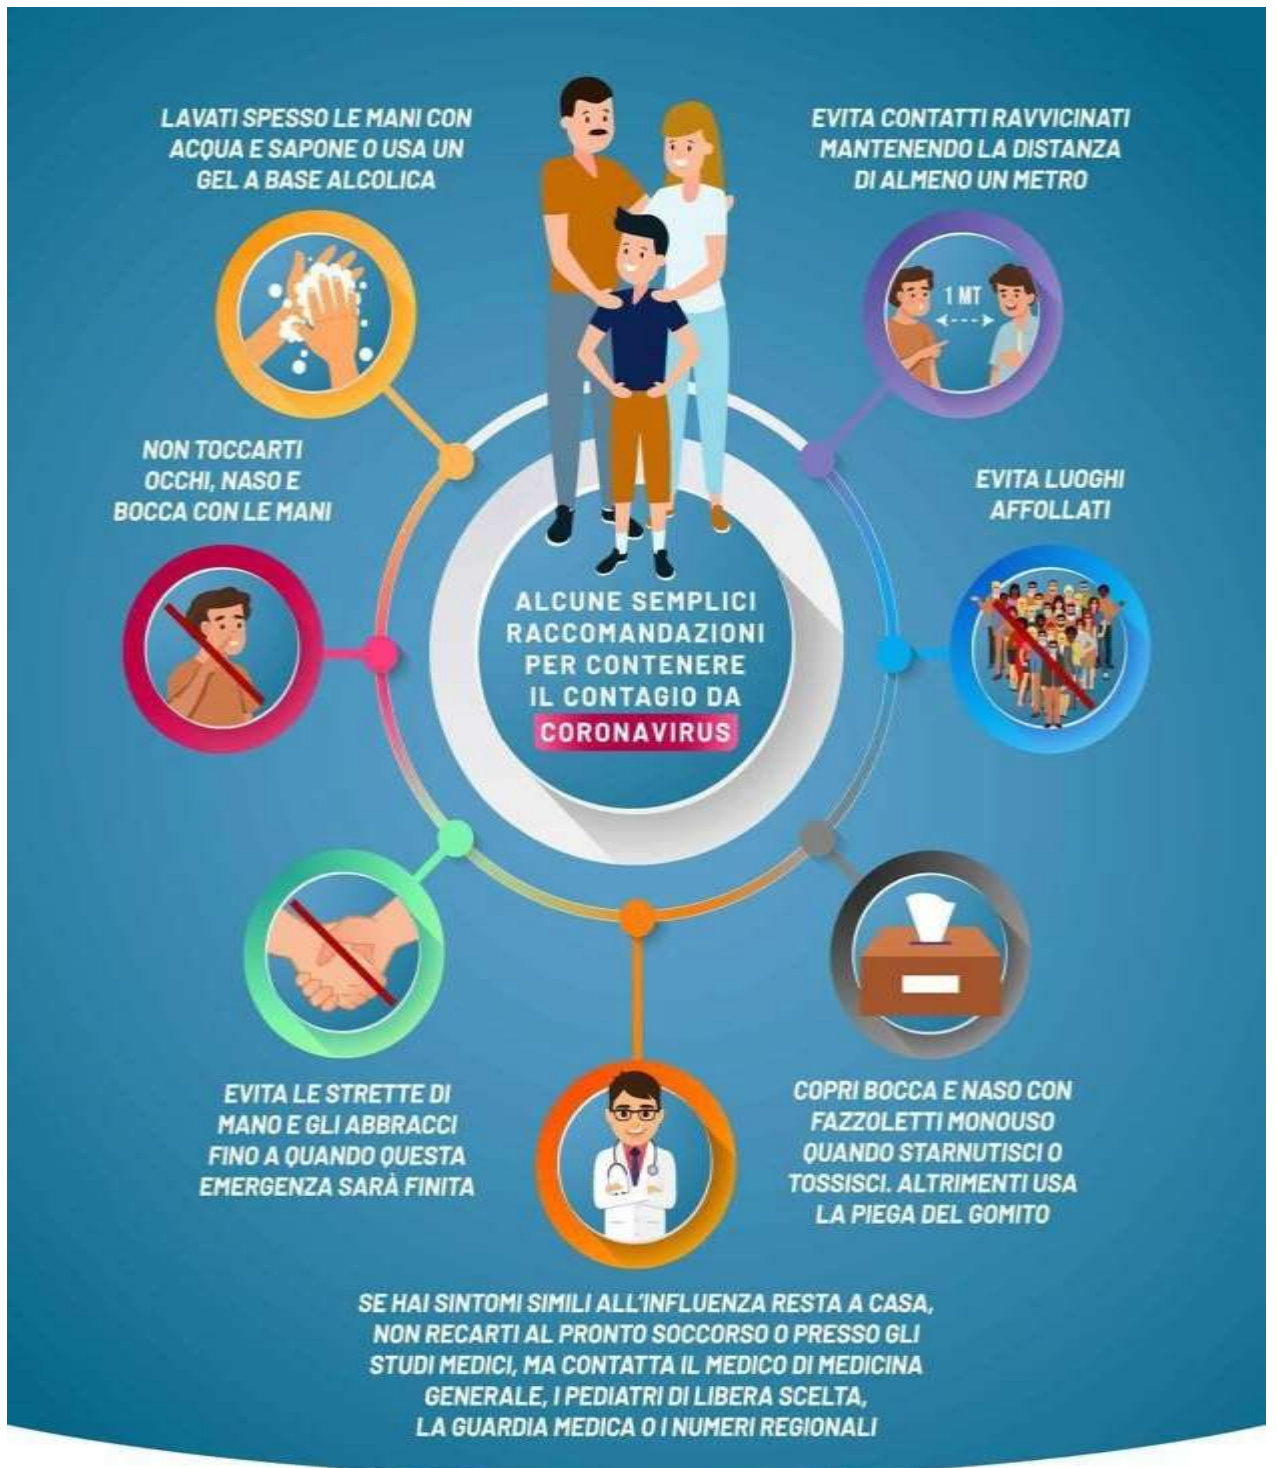 LAVATI SPESSO LE MANI CON
ACQUA E SAPONE O USA UN
GEL A BASE ALCOLICA
EVITA CONTATTI RAVVICINATI
MANTENENDO LA DISTANZA
DI ALMENO UN METRO
1 MT
NON TOCCARTI
OCCHI, NASO E
BOCCA CON LE MANI
EVITA LUOGHI
AFFOLLATI
ALCUNE SEMPLICI
RACCOMANDAZIONI
PER CONTENERE
IL CONTAGIO DA
CORONAVIRUS
EVITA LE STRETTE DI
MANO E GLI ABBRACCI
FINO A QUANDO QUESTA
EMERGENZA SARÀ FINITA
COPRI BOCCA E NASO CON
FAZZOLETTI MONOUSO
QUANDO STARNUTISCI O
TOSSISCI. ALTRIMENTI USA
LA PIEGA DEL GOMITO
SE HAI SINTOMI SIMILI ALL'INFLUENZA RESTA A CASA,
NON RECARTI AL PRONTO SOCCORSO O PRESSO GLI
STUDI MEDICI, MA CONTATTA IL MEDICO DI MEDICINA
GENERALE, I PEDIATRI DI LIBERA SCELTA,
LA GUARDIA MEDICA O I NUMERI REGIONALI